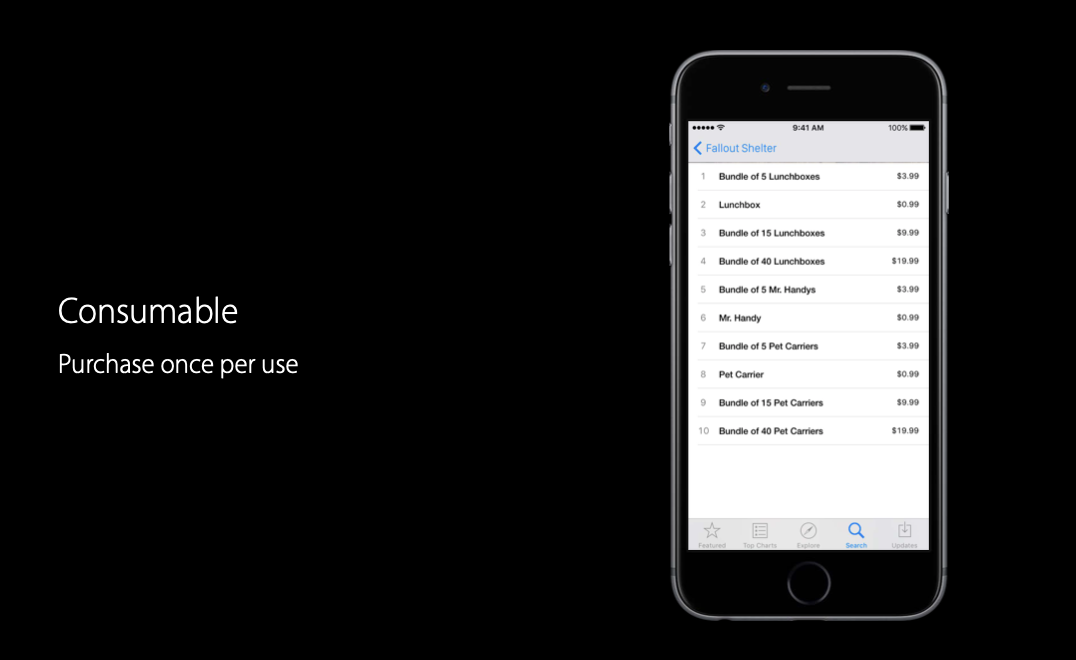 Consumable
Purchase once per use
9:41 AM 100%
Fallout Shelter
1 Bundle of 5 Lunchboxes $3.99
2 Lunchbox $0.99
3 Bundle of 15 Lunchboxes $9.99
4 Bundle of 40 Lunchboxes $19.99
5 Bundle of 5 Mr. Handys $3.99
6 Mr. Handy $0.99
7 Bundle of 5 Pet Carriers $3.99
8 Pet Carrier $0.99
9 Bundle of 15 Pet Carriers $9.99
10 Bundle of 40 Pet Carriers $19.99
Featured Top Charts Explore Search Updates